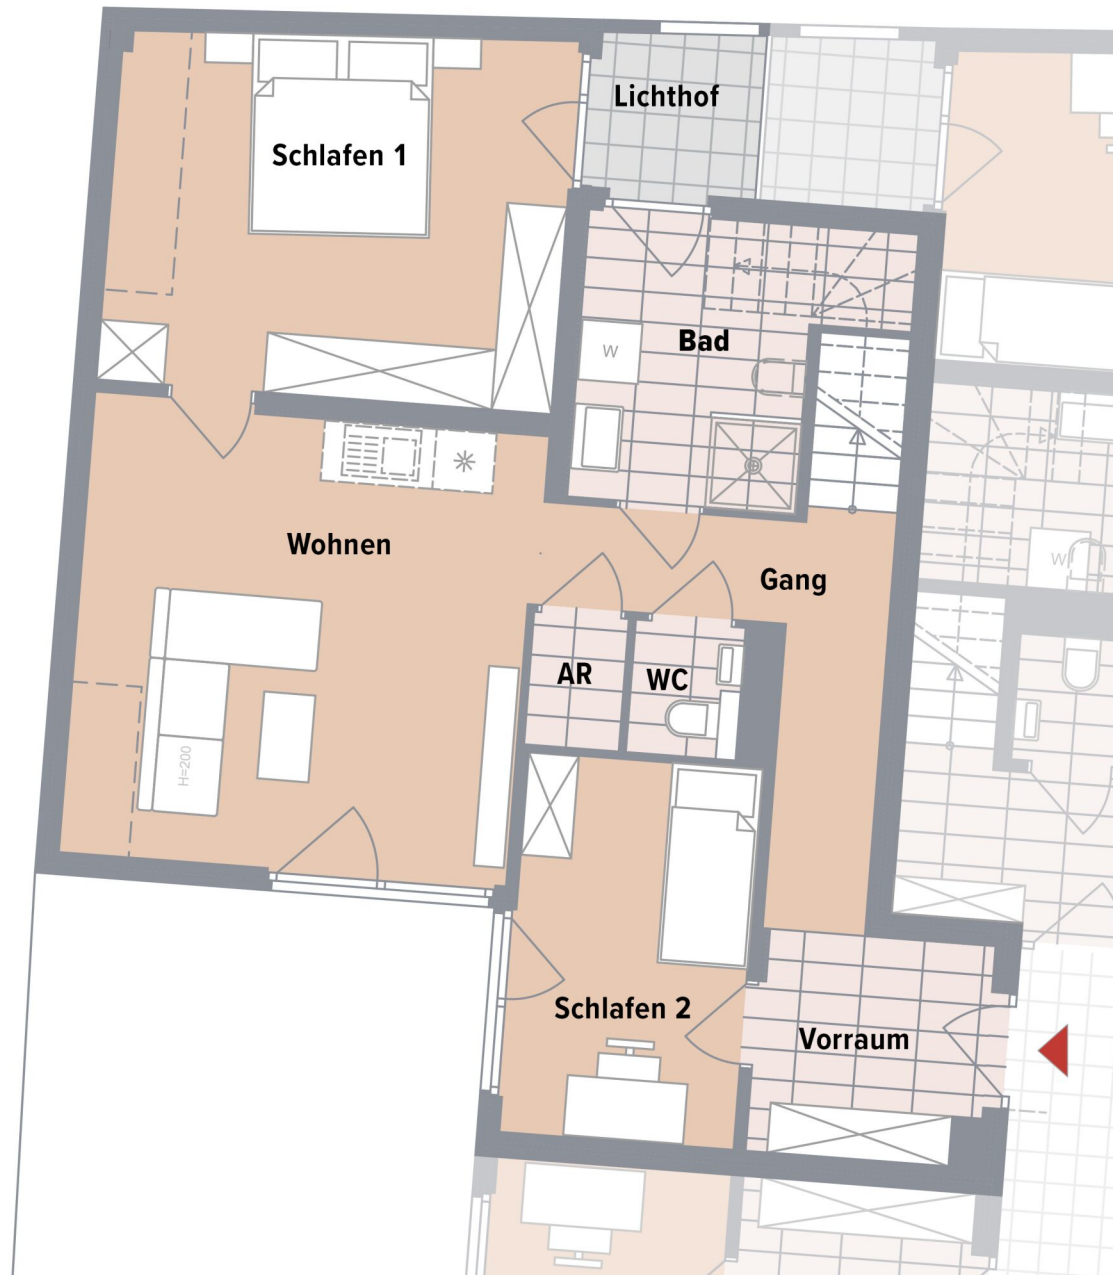 Lichthof
Schlafen 1
Bad
W
Wohnen
Gang
W
AR
WC
H=200
Schlafen 2
Vorraum